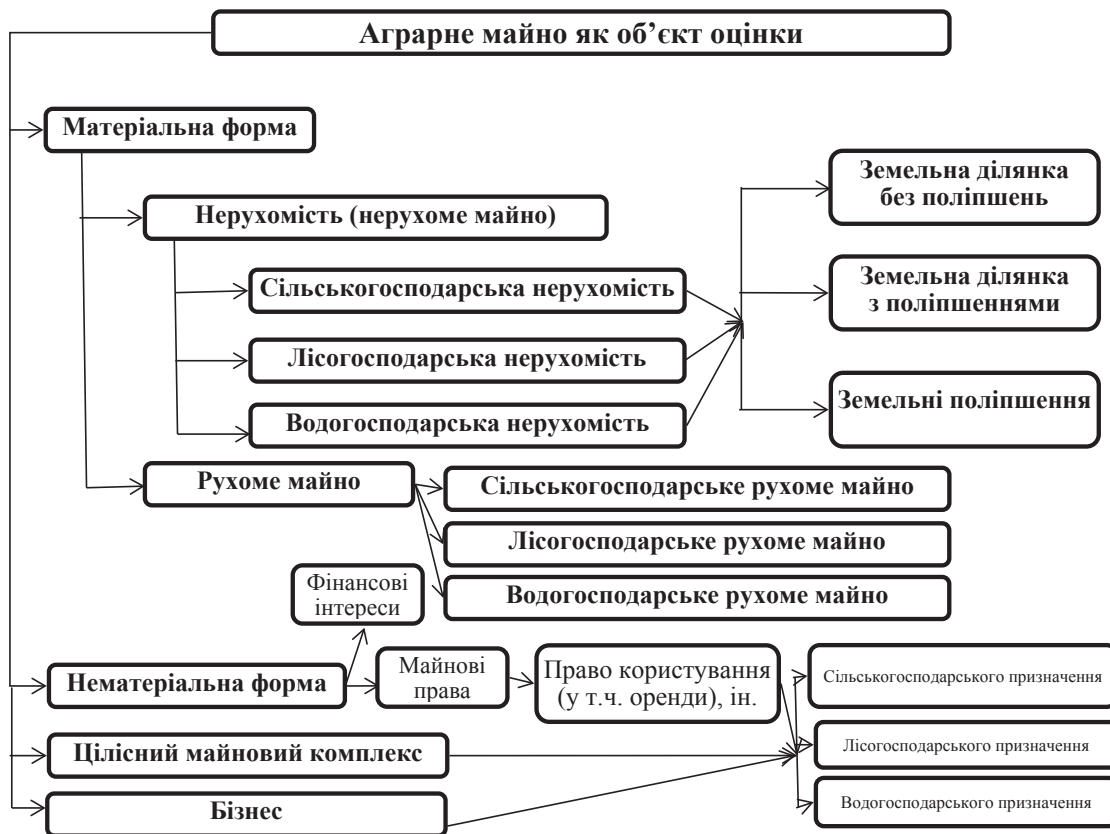 Аграрне майно як об’єкт оцінки
Матеріальна форма
Нерухомість (нерухоме майно)
Сільськогосподарська нерухомість
Лісогосподарська нерухомість
Водогосподарська нерухомість
Земельна ділянка
без поліпшень
Земельна ділянка
з поліпшеннями
Земельні поліпшення
Рухоме майно
Сільськогосподарське рухоме майно
Лісогосподарське рухоме майно
Водогосподарське рухоме майно
Фінансові
інтереси
Нематеріальна форма
Майнові
права
Право користування
(у т.ч. оренди), ін.
Сільськогосподарського призначення
Лісогосподарського призначення
Водогосподарського призначення
Цілісний майновий комплекс
Бізнес